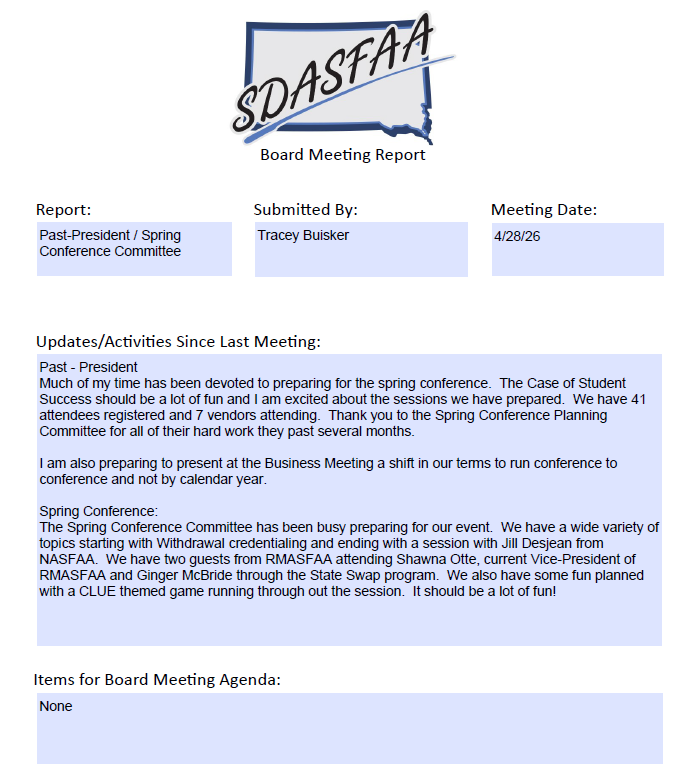 SDASFAA
Board Meeting Report
Report:
Submitted By:
Meeting Date:
Past-President / Spring
Conference Committee
Tracey Buisker
4/28/26
Updates/Activities Since Last Meeting:
Past - President
Much of my time has been devoted to preparing for the spring conference.  The Case of Student
Success should be a lot of fun and I am excited about the sessions we have prepared.  We have 41
attendees registered and 7 vendors attending.  Thank you to the Spring Conference Planning
Committee for all of their hard work they past several months.
I am also preparing to present at the Business Meeting a shift in our terms to run conference to
conference and not by calendar year.
Spring Conference:
The Spring Conference Committee has been busy preparing for our event.  We have a wide variety of
topics starting with Withdrawal credentialing and ending with a session with Jill Desjean from
NASFAA.  We have two guests from RMASFAA attending Shawna Otte, current Vice-President of
RMASFAA and Ginger McBride through the State Swap program.  We also have some fun planned
with a CLUE themed game running through out the session.  It should be a lot of fun!
Items for Board Meeting Agenda:
None